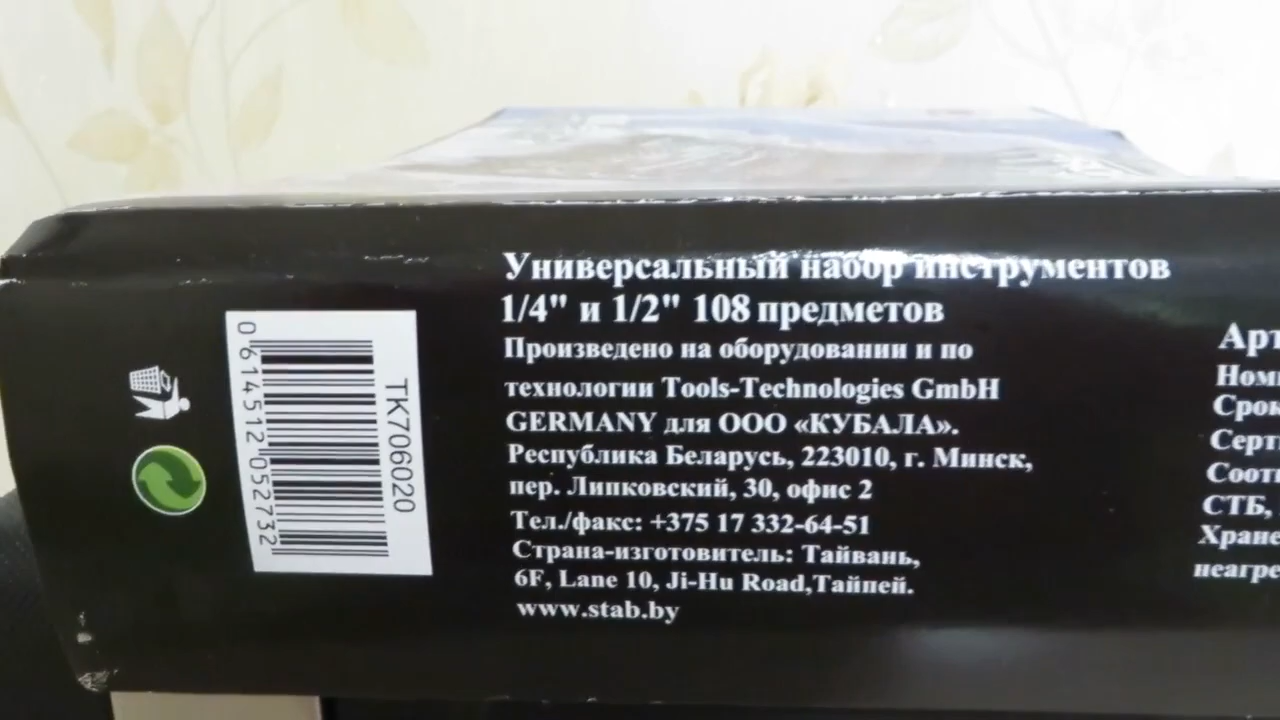 0 614512 052732
TK706020
Универсальный набор инструментов
1/4" и 1/2" 108 предметов
Произведено на оборудовании и по
технологии Tools-Technologies GmbH
GERMANY для ООО «КУБАЛА».
Республика Беларусь, 223010, г. Минск,
пер. Липковский, 30, офис 2
Тел./факс: +375 17 332-64-51
Страна-изготовитель: Тайвань,
6F, Lane 10, Ji-Hu Road,Тайпей.
www.stab.by
СТБ,